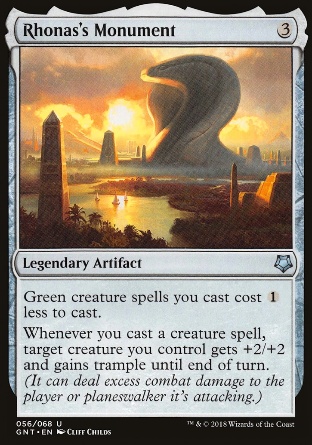 Rhonas's Monument 3
Legendary Artifact
Green creature spells you cast cost 1
less to cast.
Whenever you cast a creature spell,
target creature you control gets +2/+2
and gains trample until end of turn.
(It can deal excess combat damage to the
player or planeswalker it's attacking.)
056/068 U
GNT • EN Cliff Childs
™ & © 2018 Wizards of the Coast